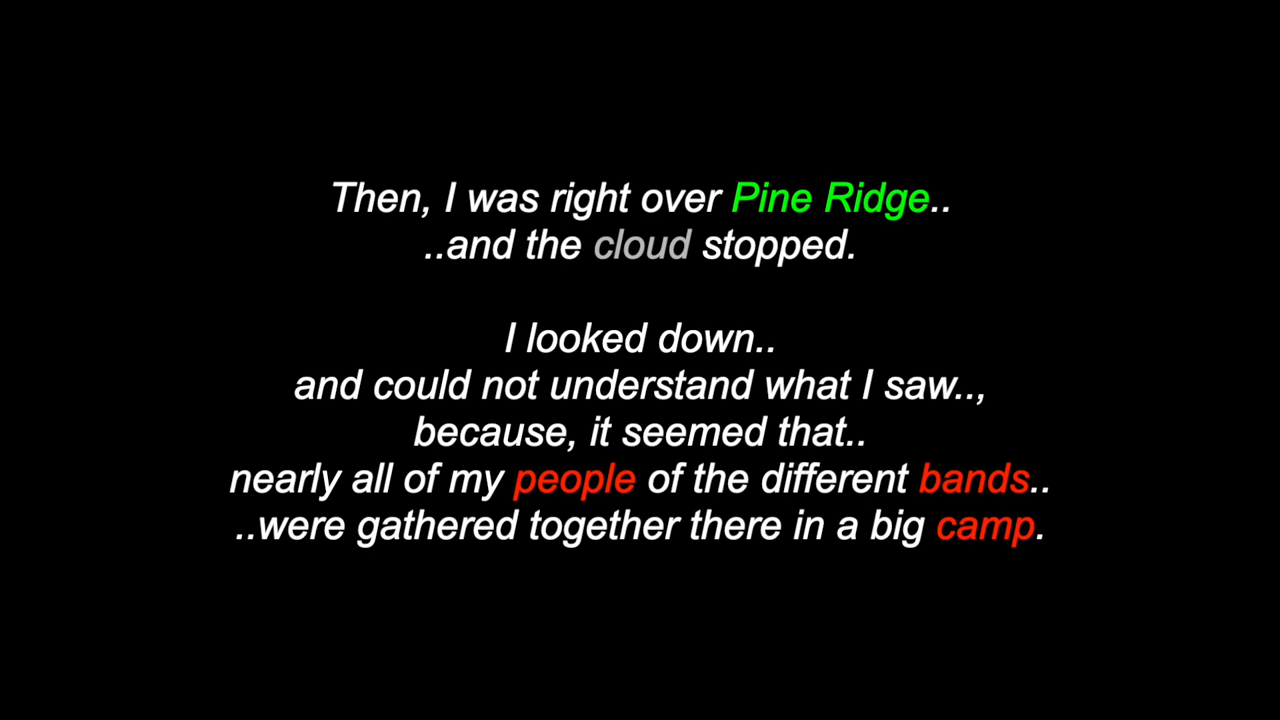 Then, I was right over Pine Ridge..
..and the cloud stopped.
I looked down..
and could not understand what I saw..,
because, it seemed that..
nearly all of my people of the different bands..
..were gathered together there in a big camp.